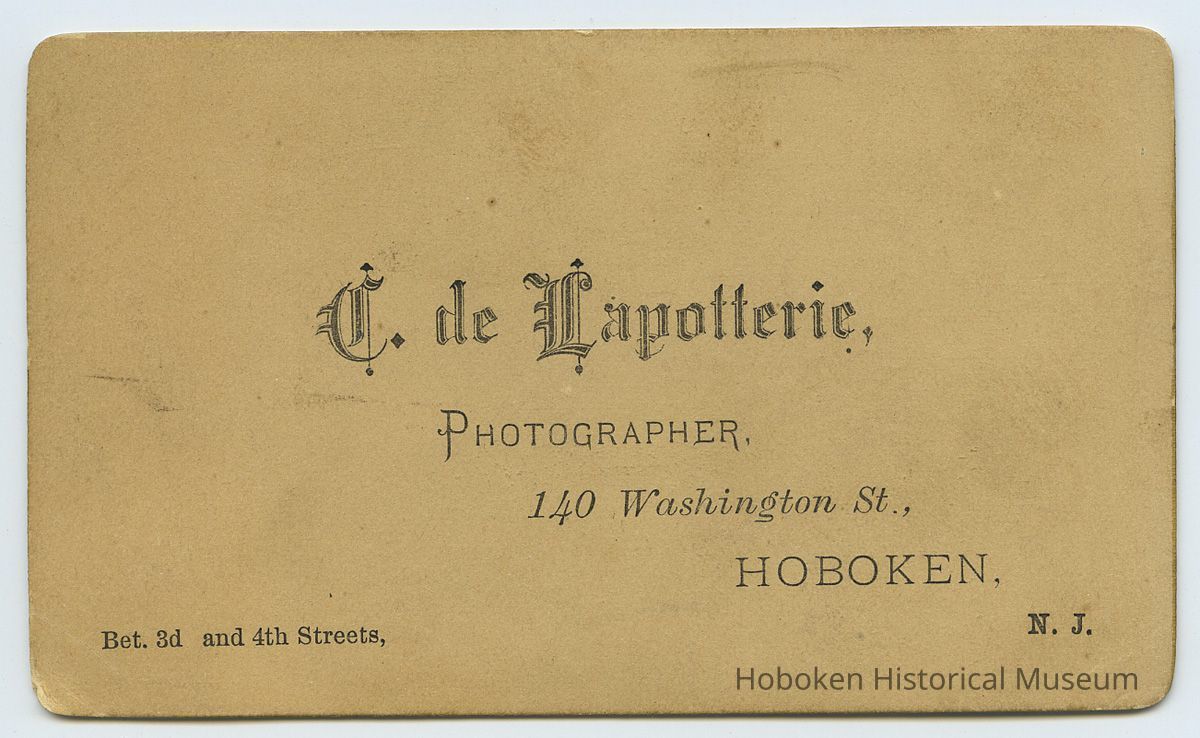 C. de Lapotterie,
PHOTOGRAPHER,
140 Washington St.,
HOBOKEN,
N. J.
Bet. 3d and 4th Streets,
Hoboken Historical Museum